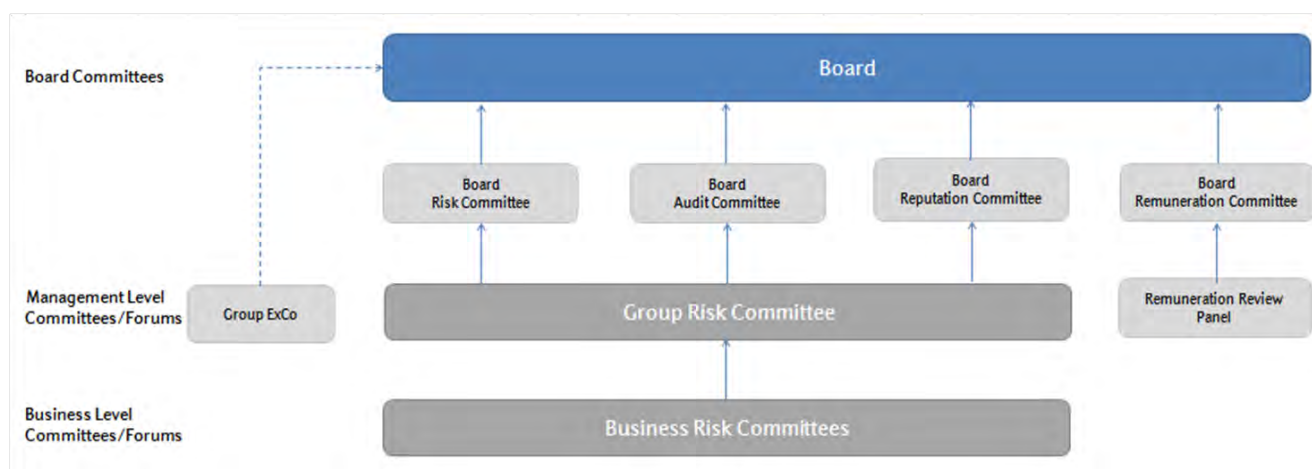 Board Committees
Board
Board
Risk Committee
Board
Audit Committee
Board
Reputation Committee
Board
Remuneration Committee
Management Level
Committees/Forums
Group ExCo
Group Risk Committee
Remuneration Review
Panel
Business Level
Committees/Forums
Business Risk Committees